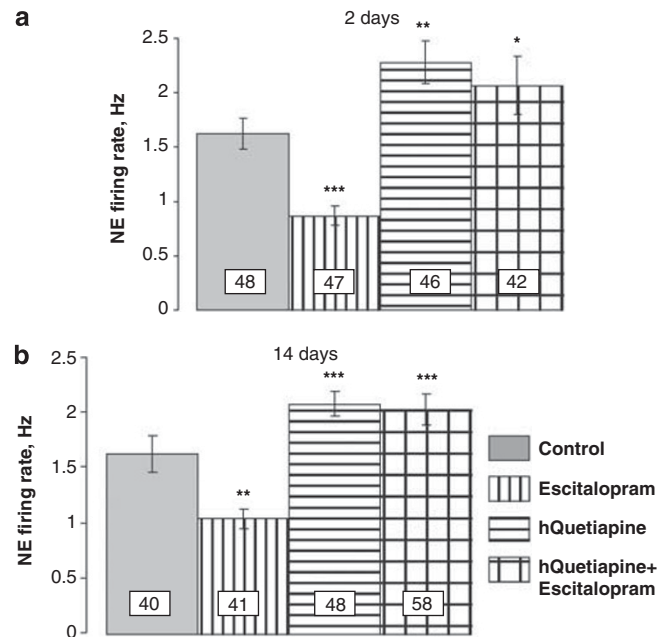 a
2 days
2.5
2
1.5
1
0.5
0
NE firing rate, Hz
**
*
***
48
47
46
42
b
14 days
2.5
2
1.5
1
0.5
0
NE firing rate, Hz
***
***
**
40
41
48
58
Control
Escitalopram
hQuetiapine
hQuetiapine+
Escitalopram